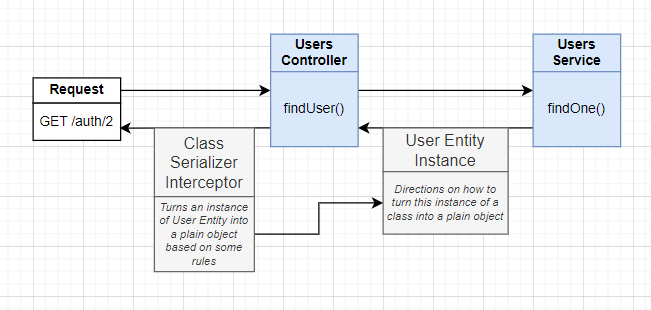 Users
Controller
Users
Service
Request
findUser()
findOne()
GET /auth/2
Class
Serializer
Interceptor
User Entity
Instance
Turns an instance
of User Entity into
a plain object
based on some
rules
Directions on how to
turn this instance of a
class into a plain object